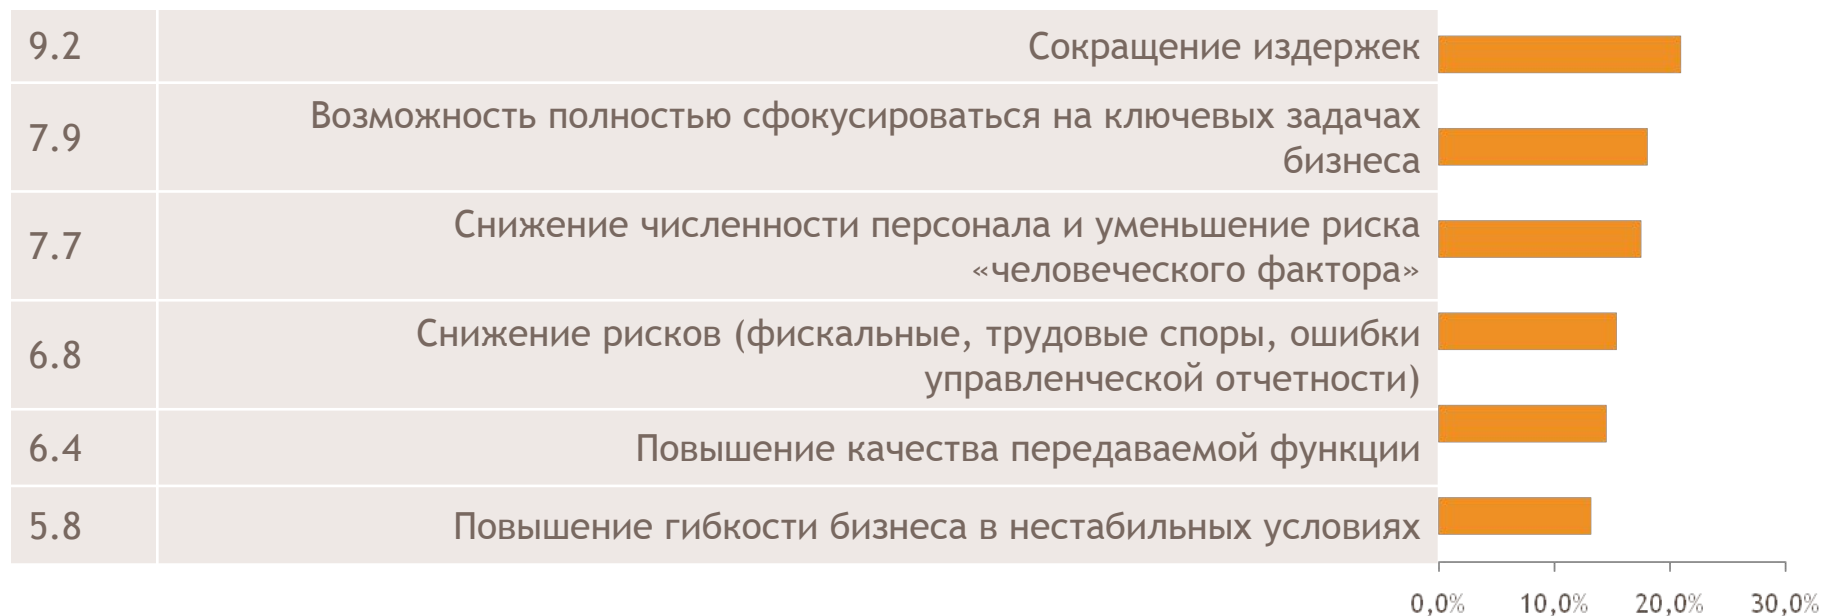 9.2
Сокращение издержек
7.9
Возможность полностью сфокусироваться на ключевых задачах
бизнеса
7.7
Снижение численности персонала и уменьшение риска
«человеческого фактора»
6.8
Снижение рисков (фискальные, трудовые споры, ошибки
управленческой отчетности)
6.4
Повышение качества передаваемой функции
5.8
Повышение гибкости бизнеса в нестабильных условиях
0,0% 10,0% 20,0% 30,0%